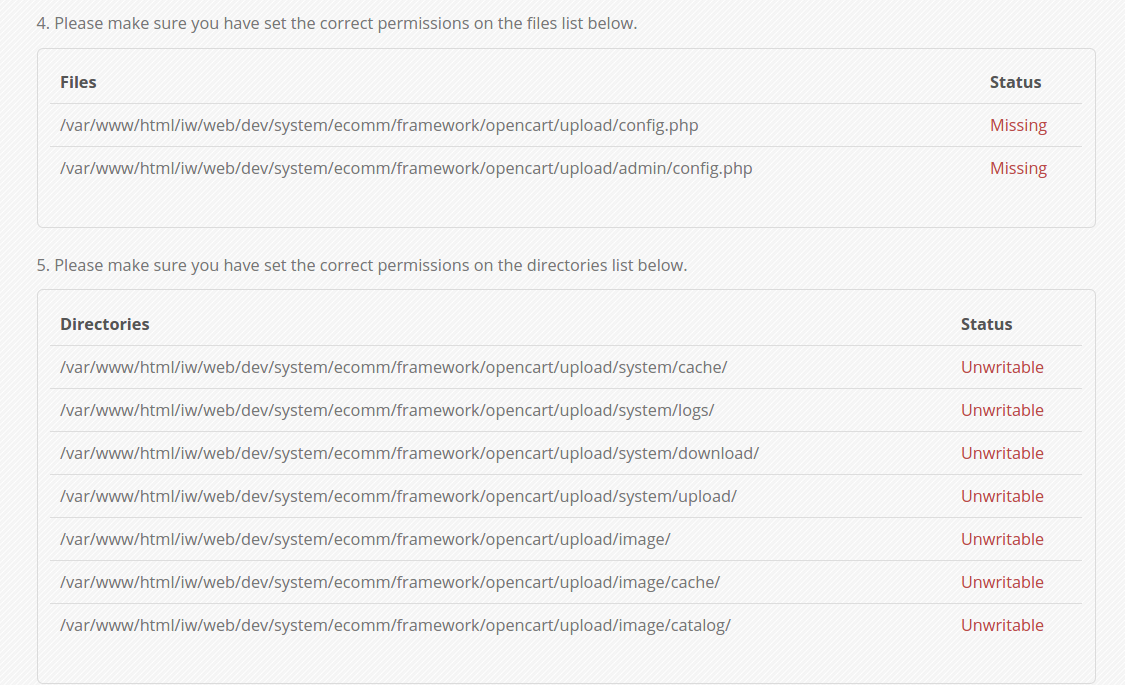 4. Please make sure you have set the correct permissions on the files list below.
Files Status
/var/www/html/iw/web/dev/system/ecomm/framework/opencart/upload/config.php Missing
/var/www/html/iw/web/dev/system/ecomm/framework/opencart/upload/admin/config.php Missing
5. Please make sure you have set the correct permissions on the directories list below.
Directories Status
/var/www/html/iw/web/dev/system/ecomm/framework/opencart/upload/system/cache/ Unwritable
/var/www/html/iw/web/dev/system/ecomm/framework/opencart/upload/system/logs/ Unwritable
/var/www/html/iw/web/dev/system/ecomm/framework/opencart/upload/system/download/ Unwritable
/var/www/html/iw/web/dev/system/ecomm/framework/opencart/upload/system/upload/ Unwritable
/var/www/html/iw/web/dev/system/ecomm/framework/opencart/upload/image/ Unwritable
/var/www/html/iw/web/dev/system/ecomm/framework/opencart/upload/image/cache/ Unwritable
/var/www/html/iw/web/dev/system/ecomm/framework/opencart/upload/image/catalog/ Unwritable